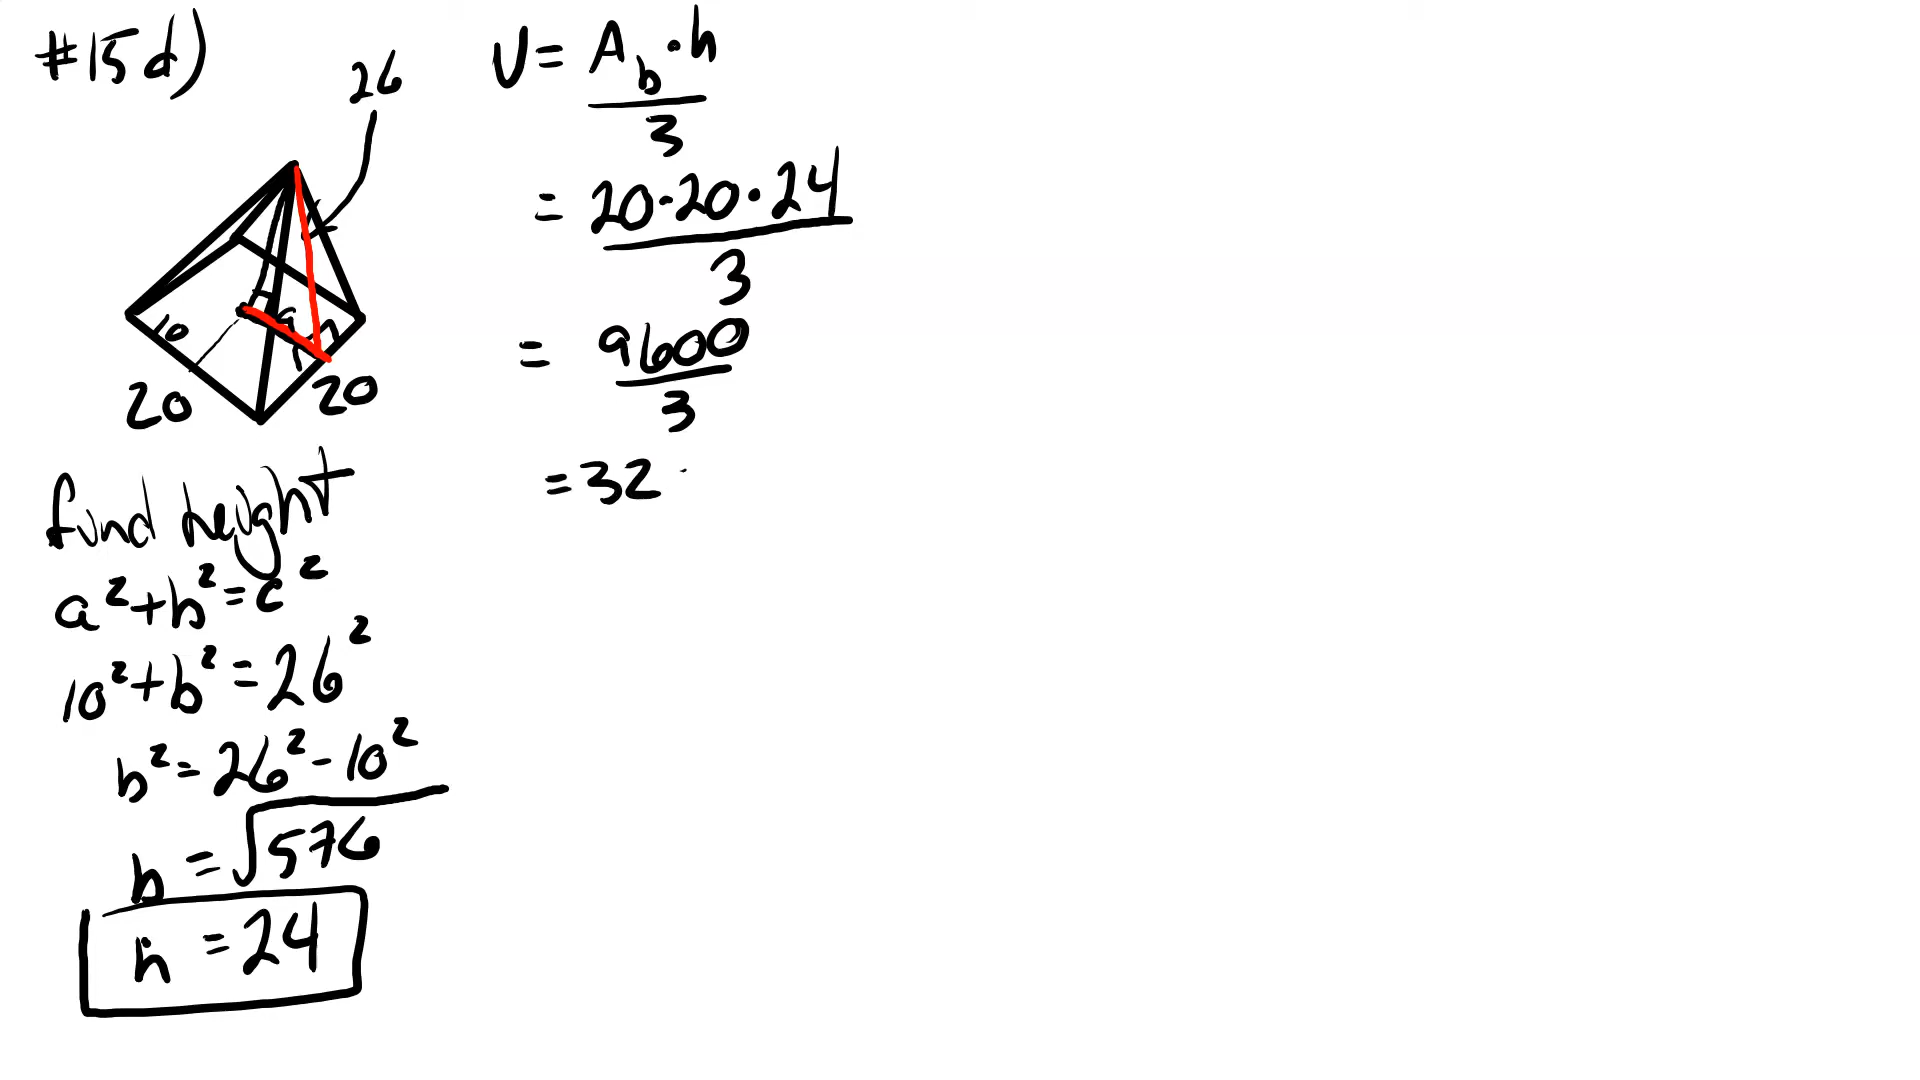 #15d)
26
10
a
20
20
find height
a²+b²=c²
10²+b²=26²
b²=26²-10²
b=√576
h=24
V=A_b·h
3
=20·20·24
3
=9600
3
=32